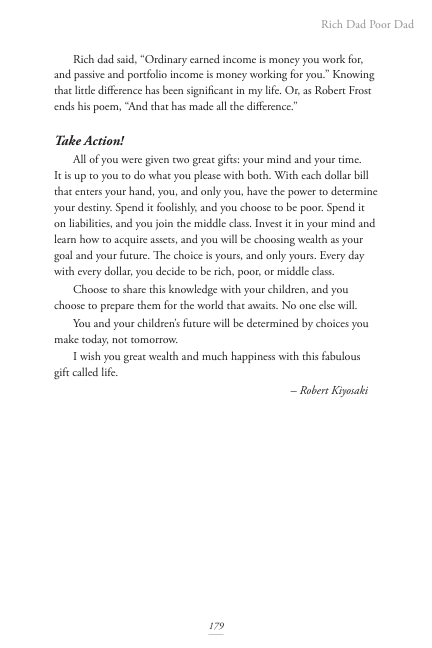 Rich Dad Poor Dad
Rich dad said, “Ordinary earned income is money you work for,
and passive and portfolio income is money working for you.” Knowing
that little difference has been significant in my life. Or, as Robert Frost
ends his poem, “And that has made all the difference.”
Take Action!
All of you were given two great gifts: your mind and your time.
It is up to you to do what you please with both. With each dollar bill
that enters your hand, you, and only you, have the power to determine
your destiny. Spend it foolishly, and you choose to be poor. Spend it
on liabilities, and you join the middle class. Invest it in your mind and
learn how to acquire assets, and you will be choosing wealth as your
goal and your future. The choice is yours, and only yours. Every day
with every dollar, you decide to be rich, poor, or middle class.
Choose to share this knowledge with your children, and you
choose to prepare them for the world that awaits. No one else will.
You and your children’s future will be determined by choices you
make today, not tomorrow.
I wish you great wealth and much happiness with this fabulous
gift called life.
– Robert Kiyosaki
179